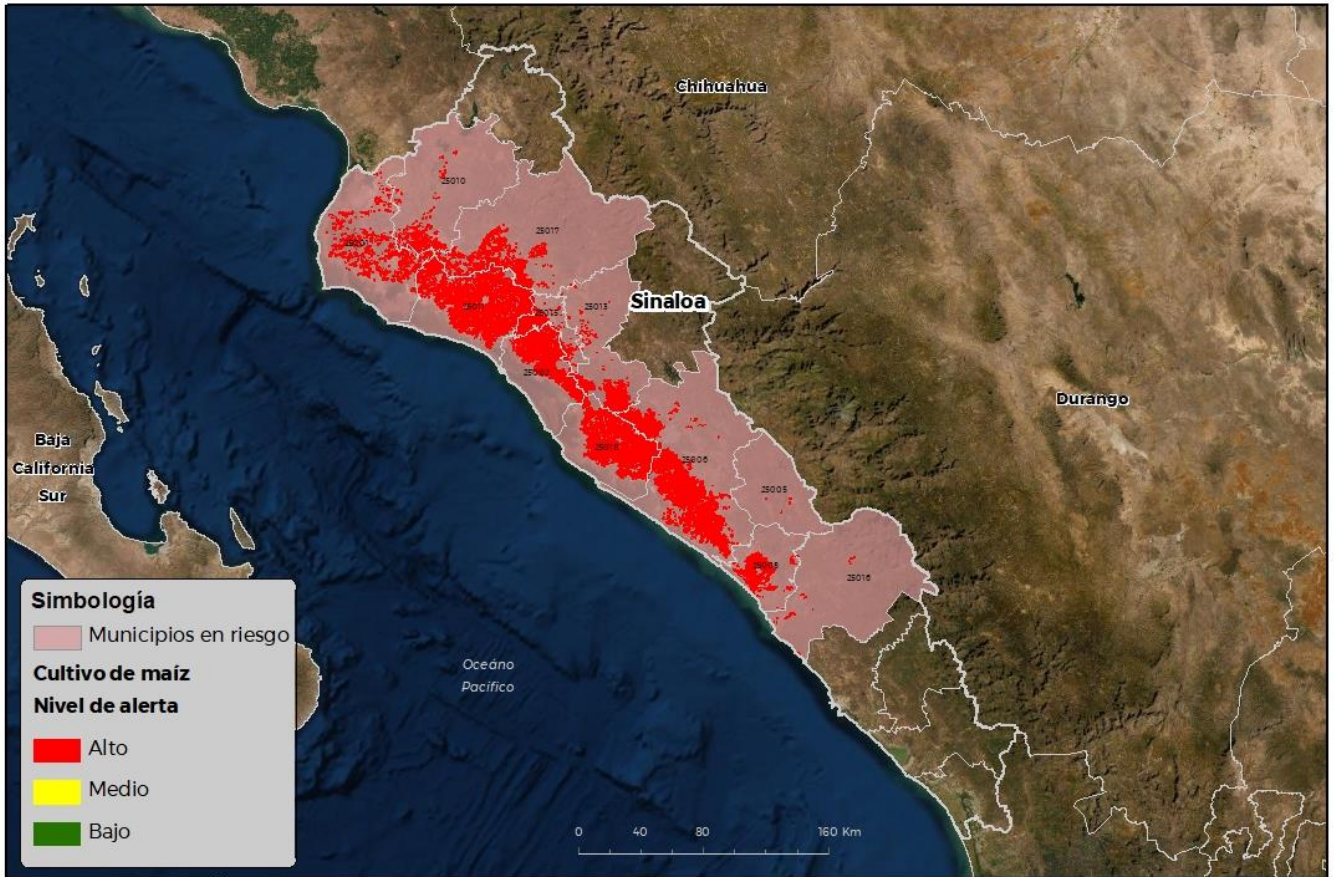 Chihuahua
25010
25017
Sinaloa
25013
Durango
Baja
California
Sur
25006
25005
25016
Océano
Pacífico
Simbología
Municipios en riesgo
Cultivo de maíz
Nivel de alerta
Alto
Medio
Bajo
0 40 80 160 Km